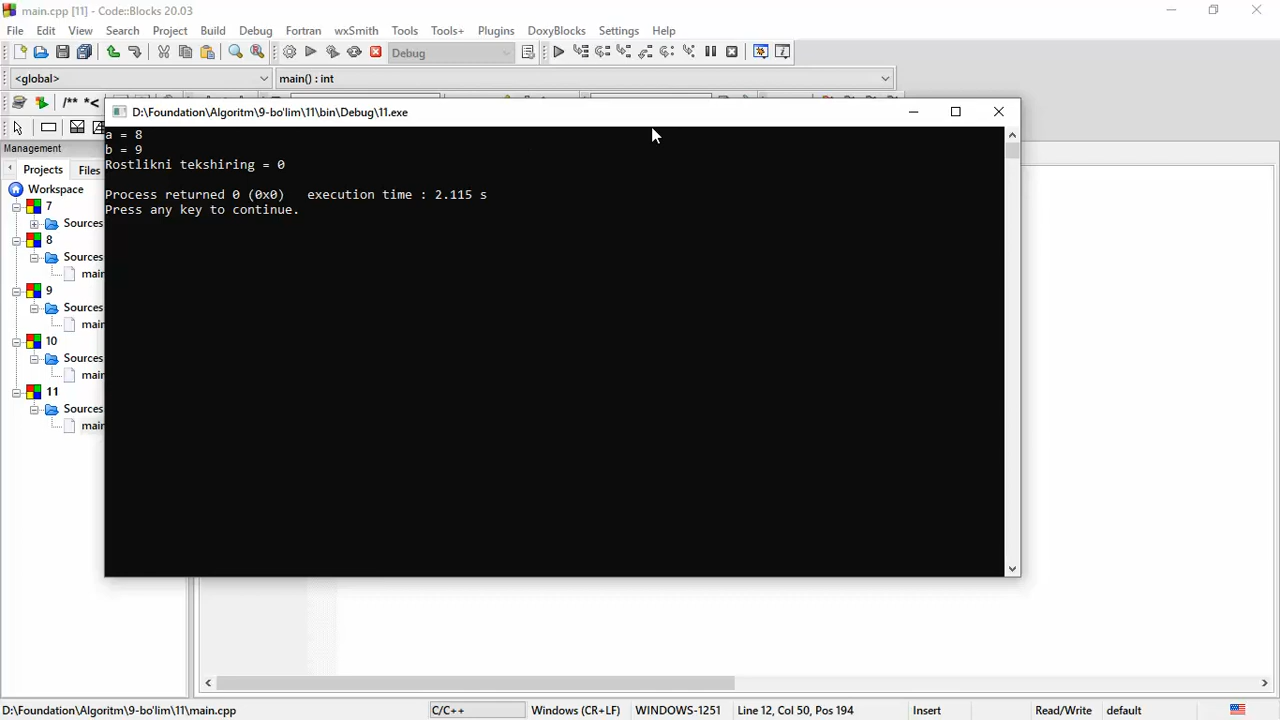 main.cpp [11] - Code::Blocks 20.03
File Edit View Search Project Build Debug Fortran wxSmith Tools Tools+ Plugins DoxyBlocks Settings Help
Debug
<global> main() : int
/** *<
D:\Foundation\Algoritm\9-bo'lim\11\bin\Debug\11.exe
a = 8
b = 9
Rostlikni tekshiring = 0
Process returned 0 (0x0)   execution time : 2.115 s
Press any key to continue.
Management
Projects Files
Workspace
7
Sources
8
Sources
main
9
Sources
main
10
Sources
main
11
Sources
main
D:\Foundation\Algoritm\9-bo'lim\11\main.cpp C/C++ Windows (CR+LF) WINDOWS-1251 Line 12, Col 50, Pos 194 Insert Read/Write default